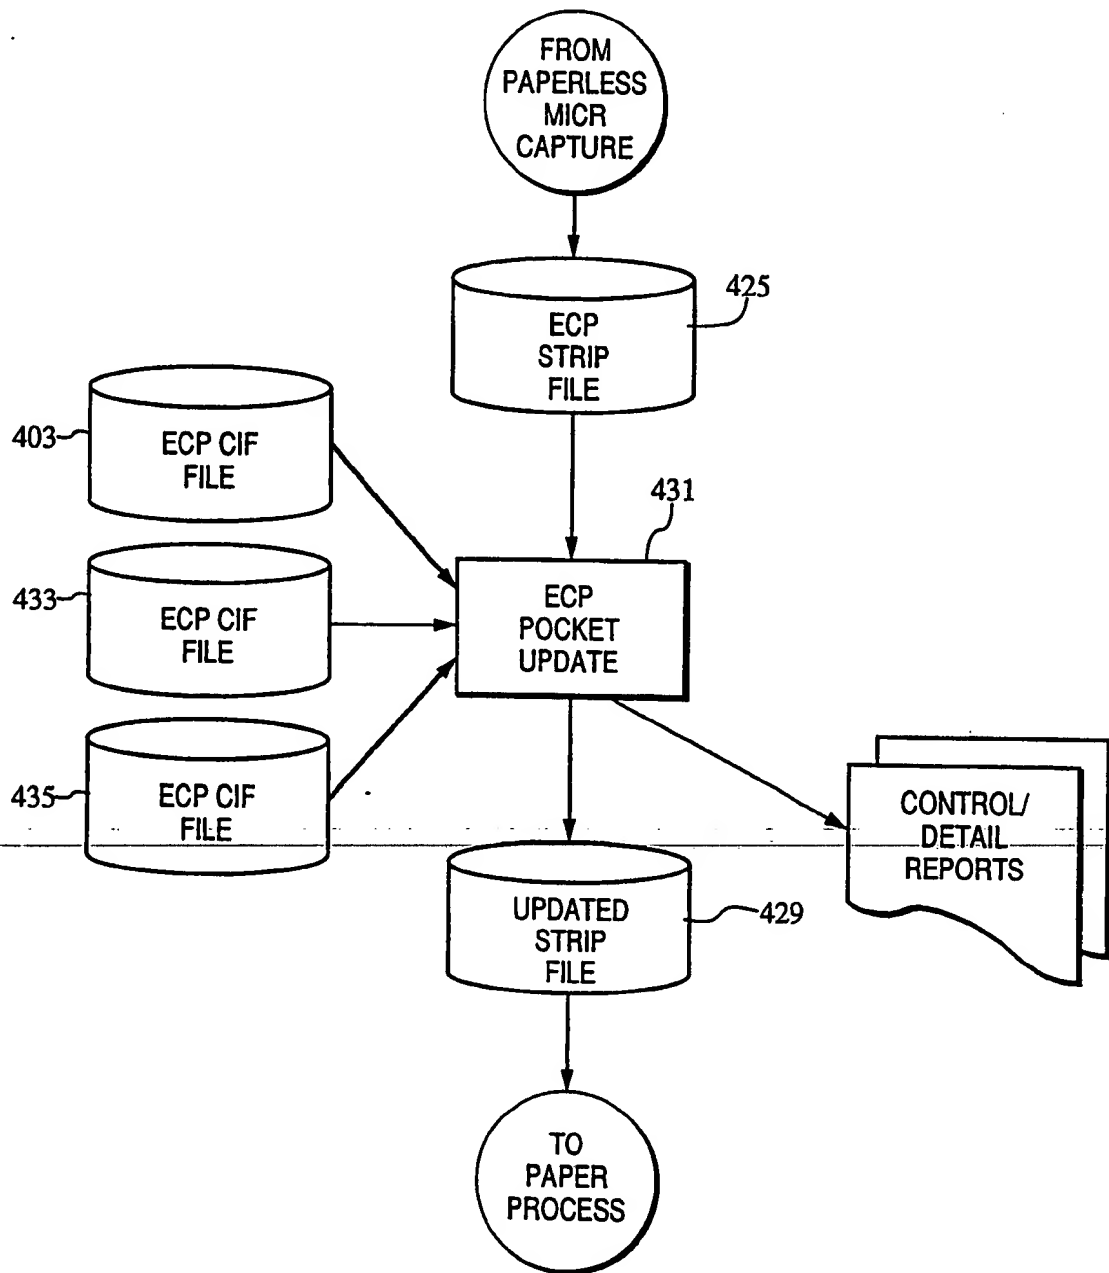 FROM
PAPERLESS
MICR
CAPTURE
425
ECP
STRIP
FILE
403
ECP CIF
FILE
431
433
ECP CIF
FILE
ECP
POCKET
UPDATE
435
ECP CIF
FILE
CONTROL/
DETAIL
REPORTS
UPDATED
STRIP
FILE
429
TO
PAPER
PROCESS